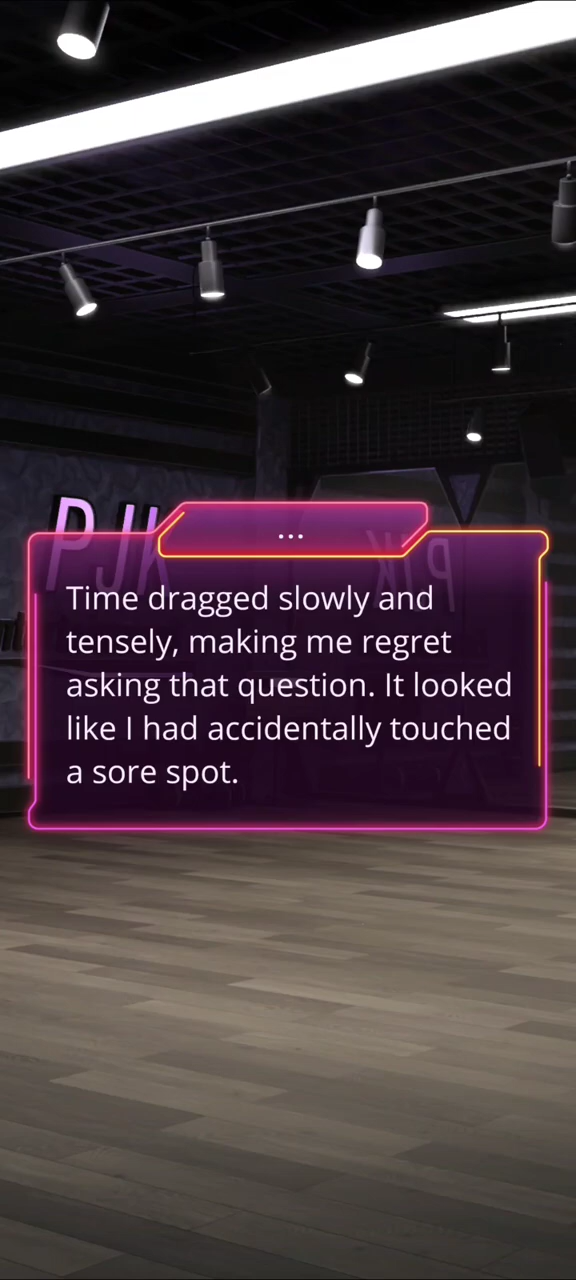 PJK
...
Time dragged slowly and
tensely, making me regret
asking that question. It looked
like I had accidentally touched
a sore spot.